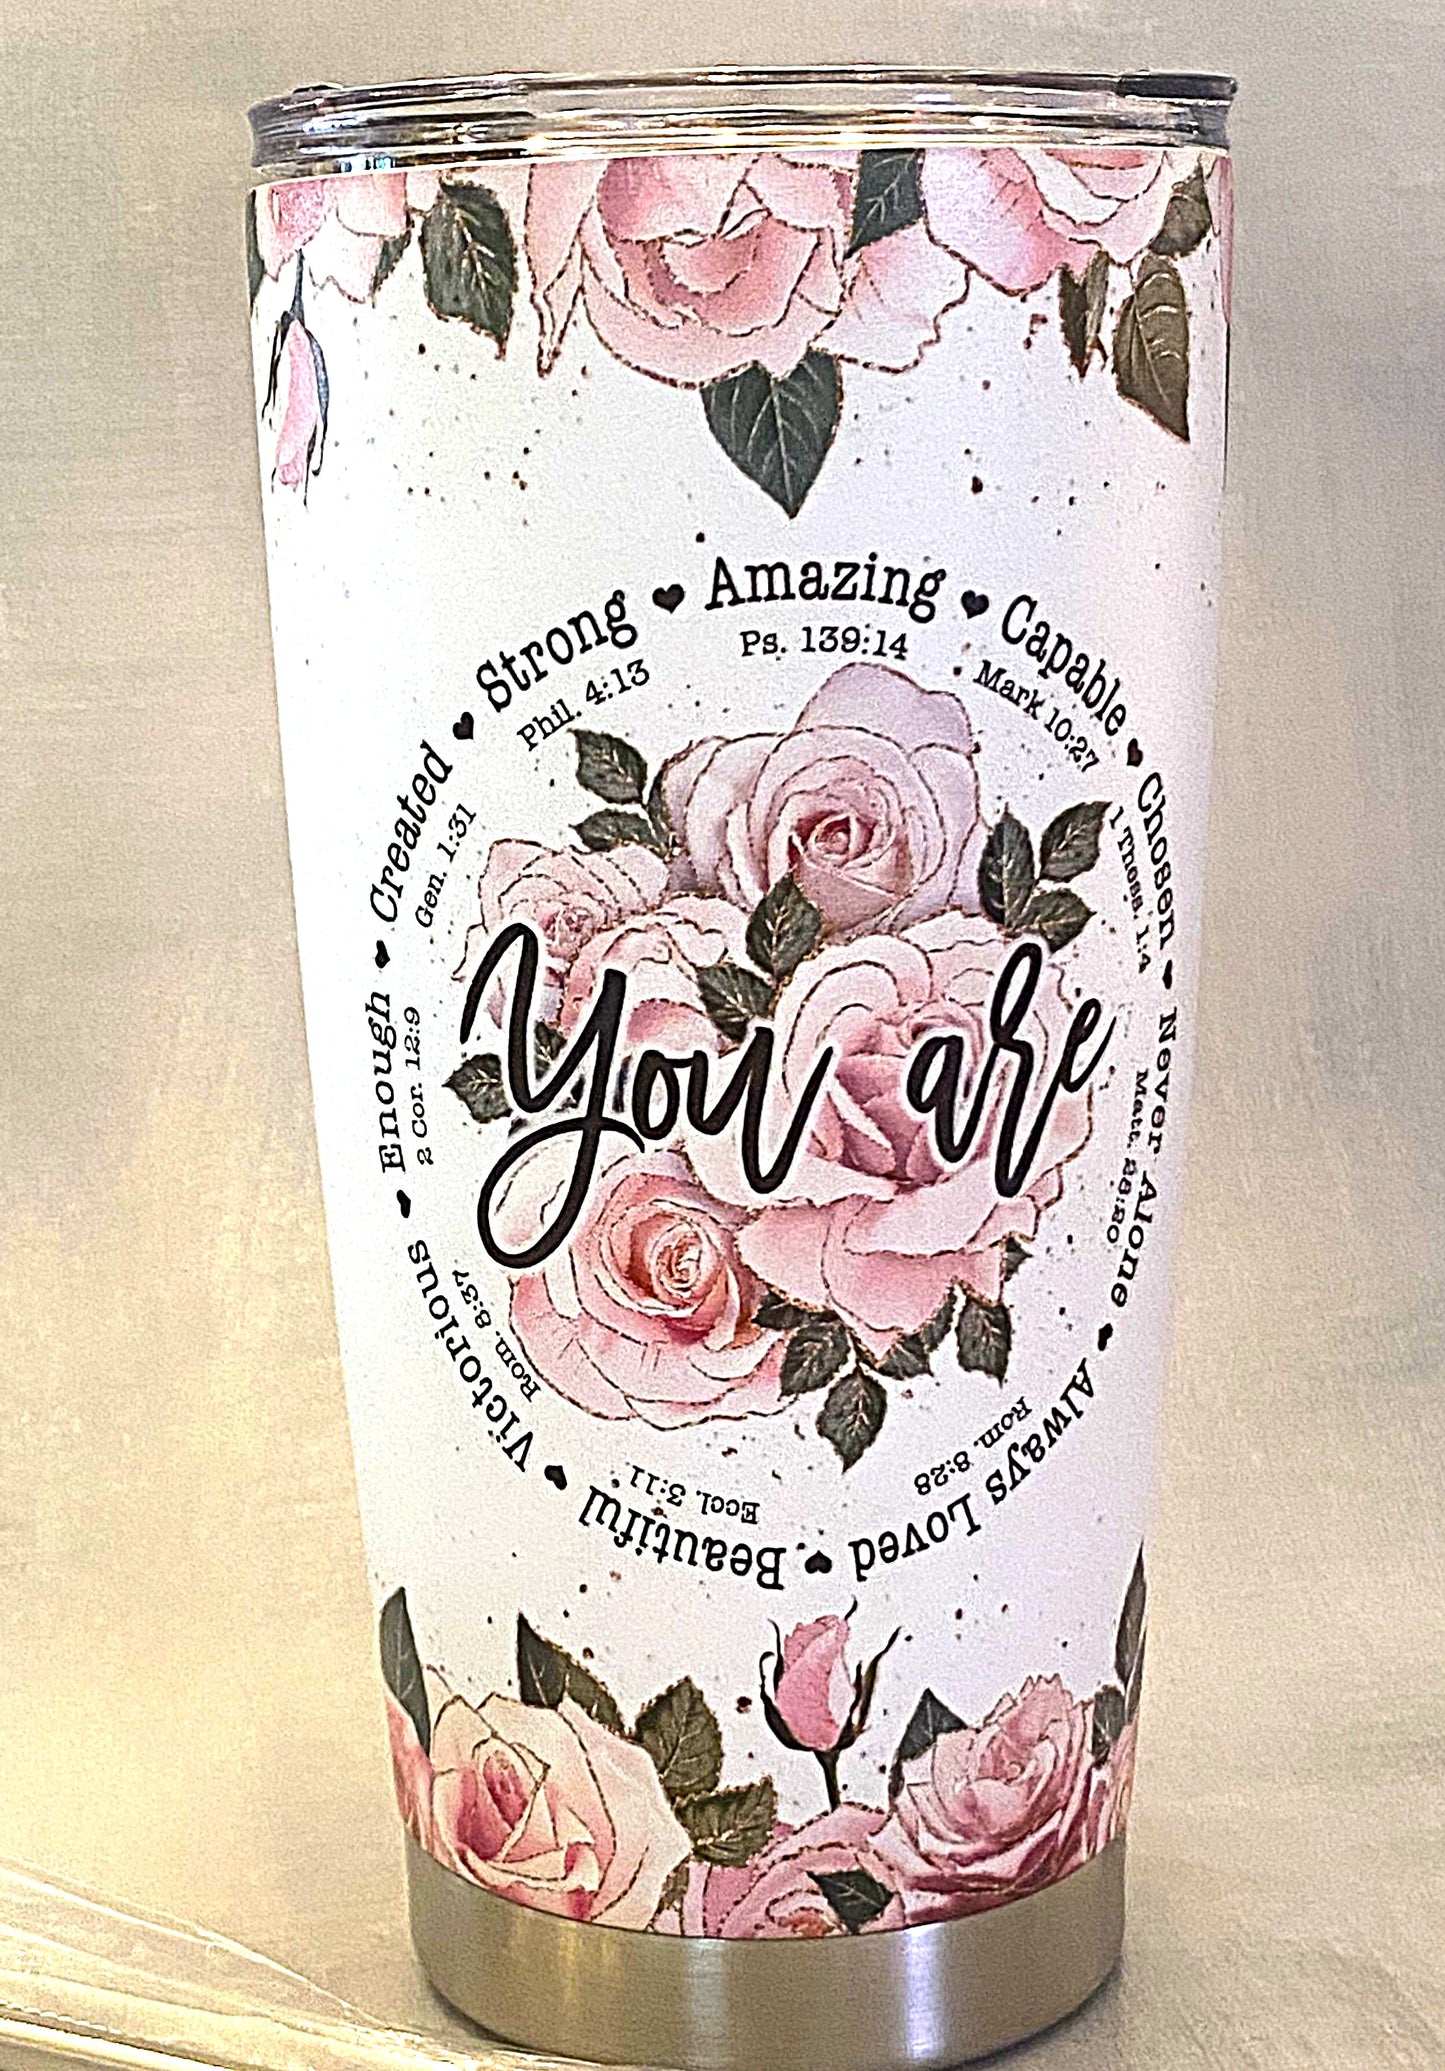 You are
Amazing
Ps. 139:14
Capable
Mark 10:27
Chosen
1 Thess. 1:4
Never Alone
Matt. 28:20
Always Loved
Rom. 8:28
Beautiful
Eccl. 3:11
Victorious
Rom. 8:37
Enough
2 Cor. 12:9
Created
Gen. 1:31
Strong
Phil. 4:13